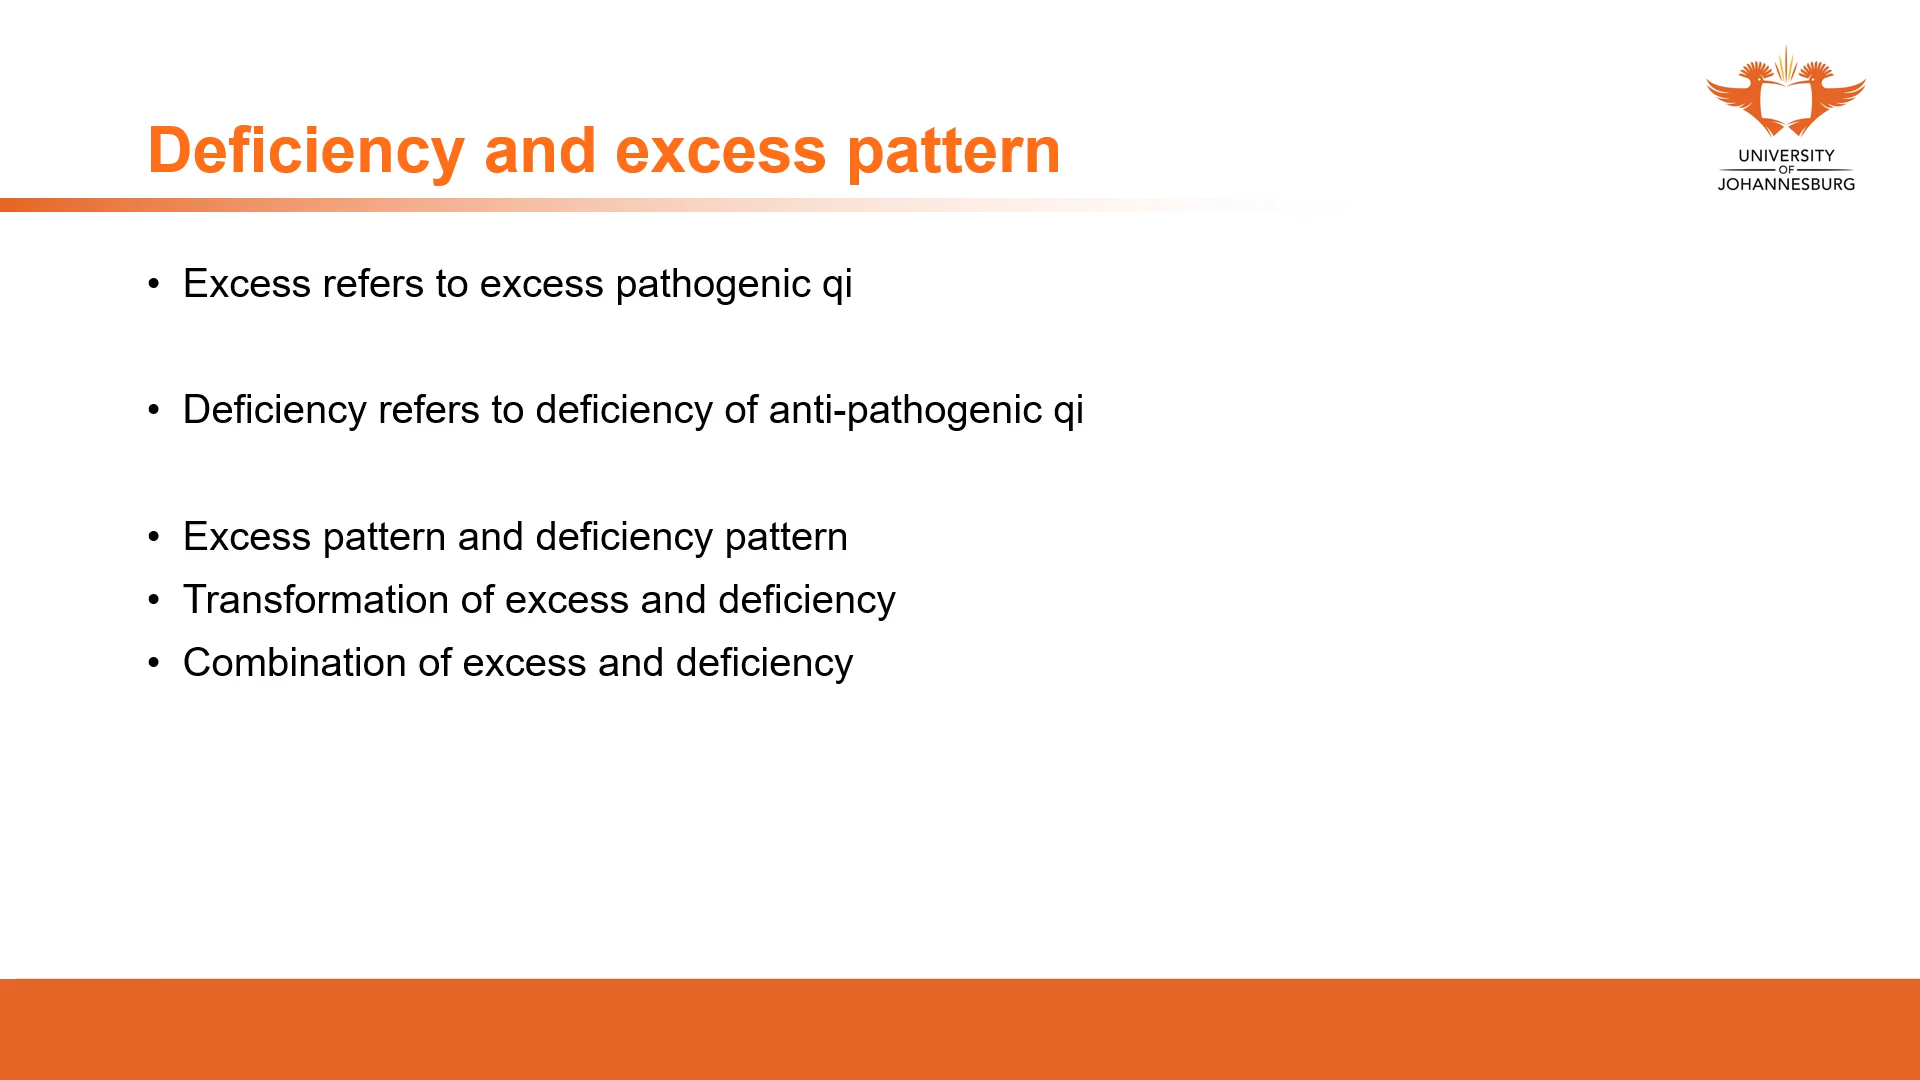 UNIVERSITY
OF
JOHANNESBURG
Deficiency and excess pattern
• Excess refers to excess pathogenic qi
• Deficiency refers to deficiency of anti-pathogenic qi
• Excess pattern and deficiency pattern
• Transformation of excess and deficiency
• Combination of excess and deficiency